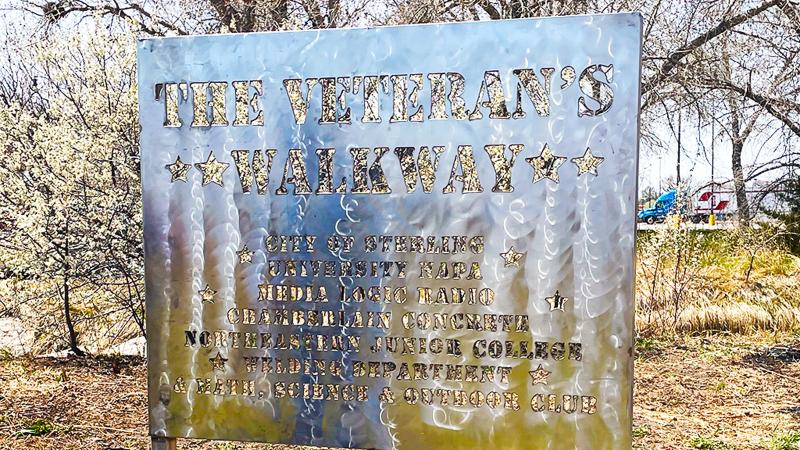 THE VETERAN'S
WALKWAY
CITY OF STERLING
UNIVERSITY NAPA
MEDIA LOGIC RADIO
CHAMBERLAIN CONCRETE
NORTHEASTERN JUNIOR COLLEGE
WELDING DEPARTMENT
& MATH, SCIENCE & OUTDOOR CLUB